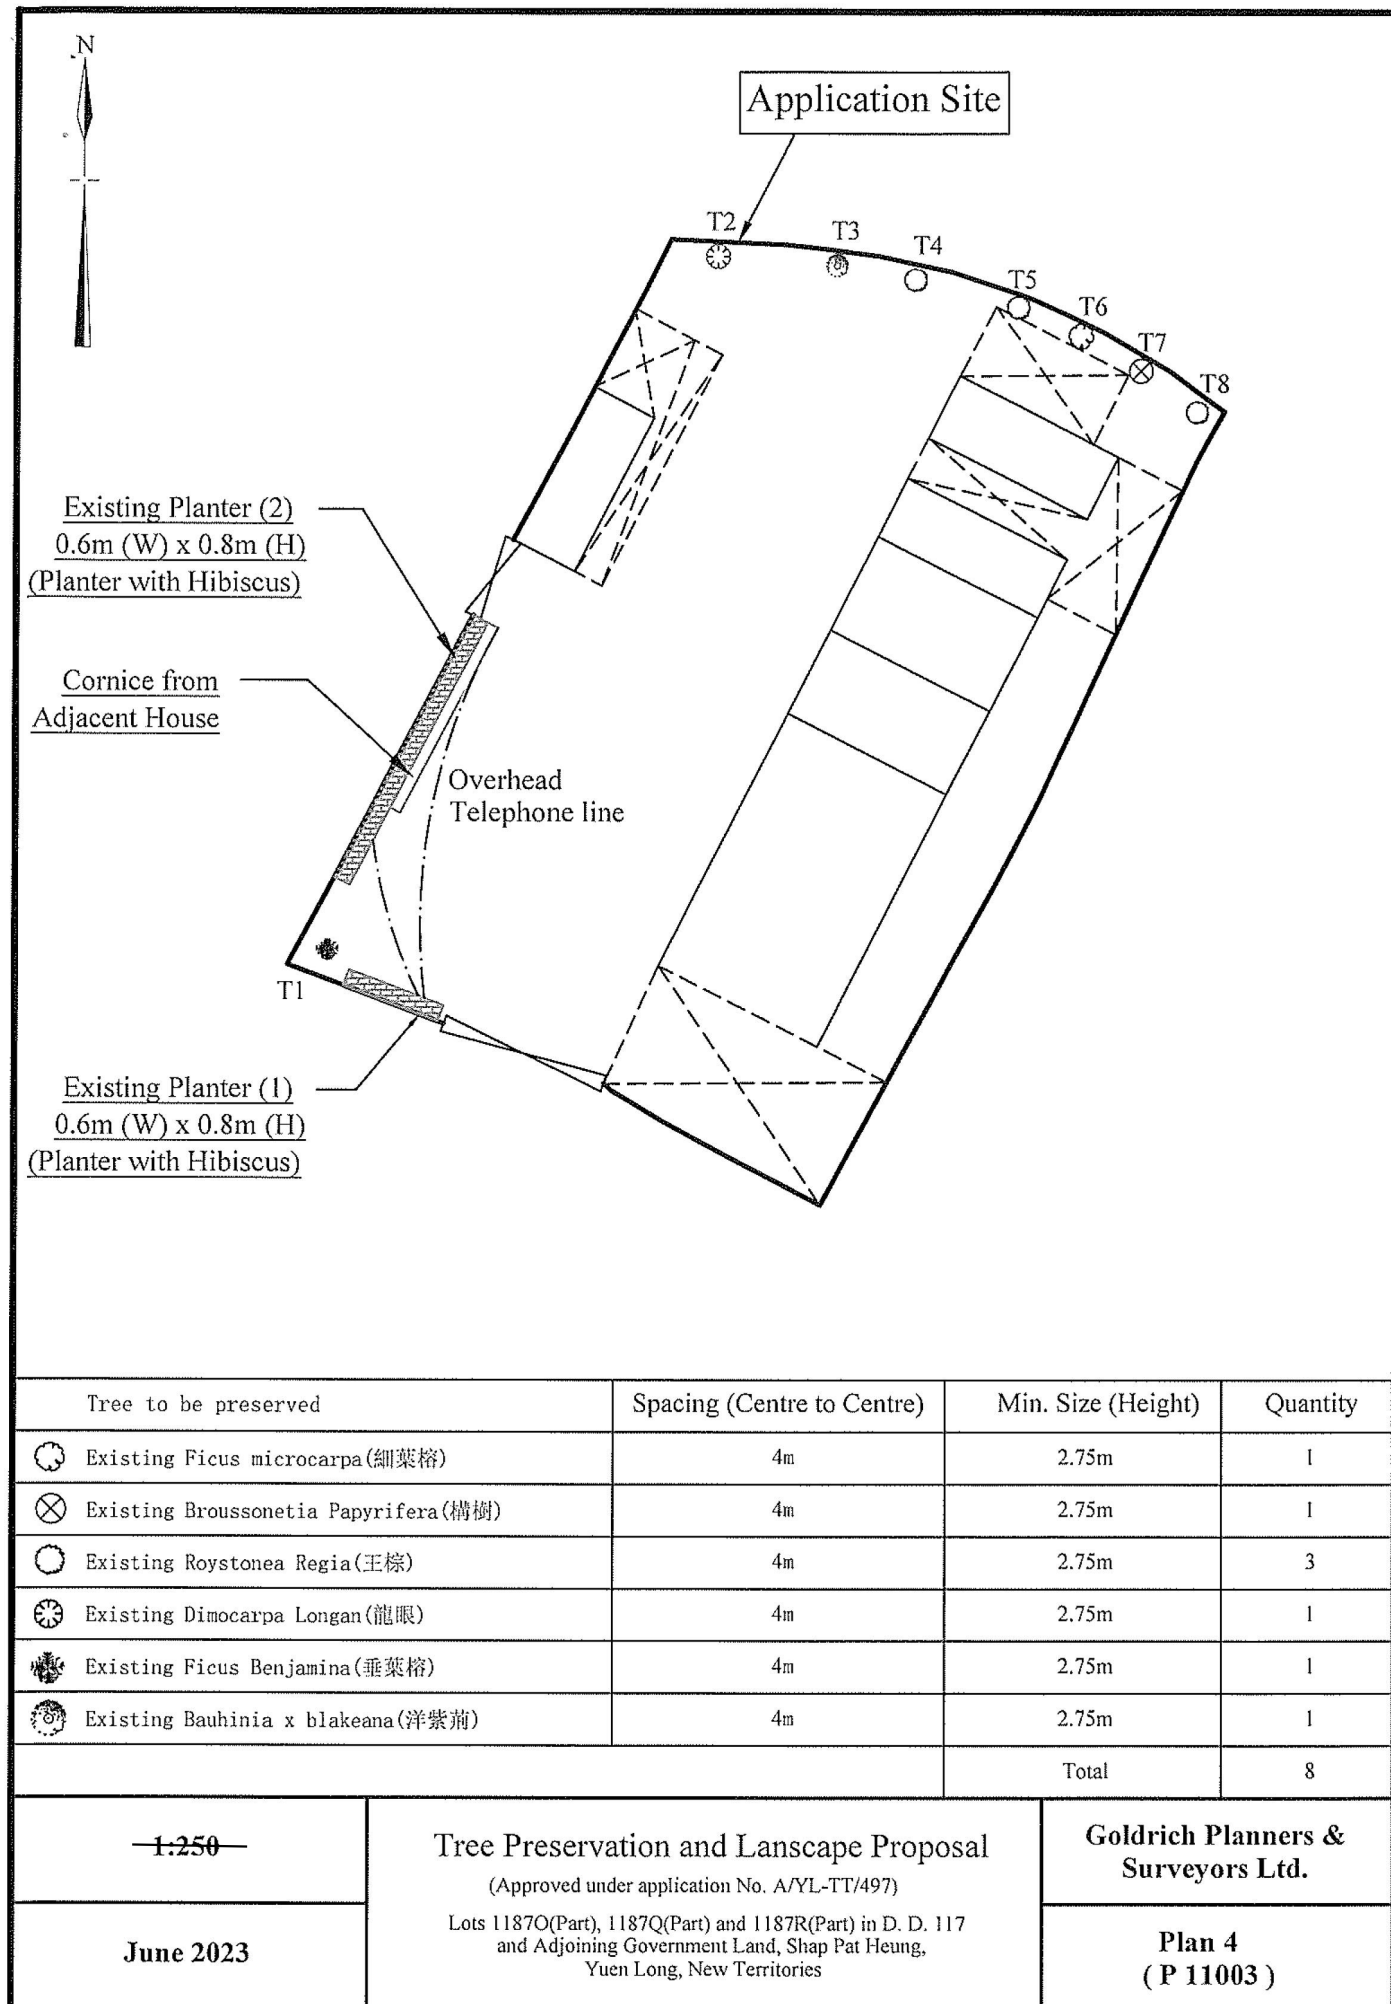 N
Application Site
T2
T3
T4
T5
T6
T7
T8
Existing Planter (2)
0.6m (W) x 0.8m (H)
(Planter with Hibiscus)
Cornice from
Adjacent House
Overhead
Telephone line
T1
Existing Planter (1)
0.6m (W) x 0.8m (H)
(Planter with Hibiscus)
Tree to be preserved Spacing (Centre to Centre) Min. Size (Height) Quantity
Existing Ficus microcarpa(細葉榕) 4m 2.75m 1
Existing Broussonetia Papyrifera(構樹) 4m 2.75m 1
Existing Roystonea Regia(王棕) 4m 2.75m 3
Existing Dimocarpa Longan(龍眼) 4m 2.75m 1
Existing Ficus Benjamina(垂葉榕) 4m 2.75m 1
Existing Bauhinia x blakeana(洋紫荊) 4m 2.75m 1
Total 8
1:250
June 2023
Tree Preservation and Lanscape Proposal
(Approved under application No. A/YL-TT/497)
Lots 1187O(Part), 1187Q(Part) and 1187R(Part) in D. D. 117
and Adjoining Government Land, Shap Pat Heung,
Yuen Long, New Territories
Goldrich Planners &
Surveyors Ltd.
Plan 4
( P 11003 )